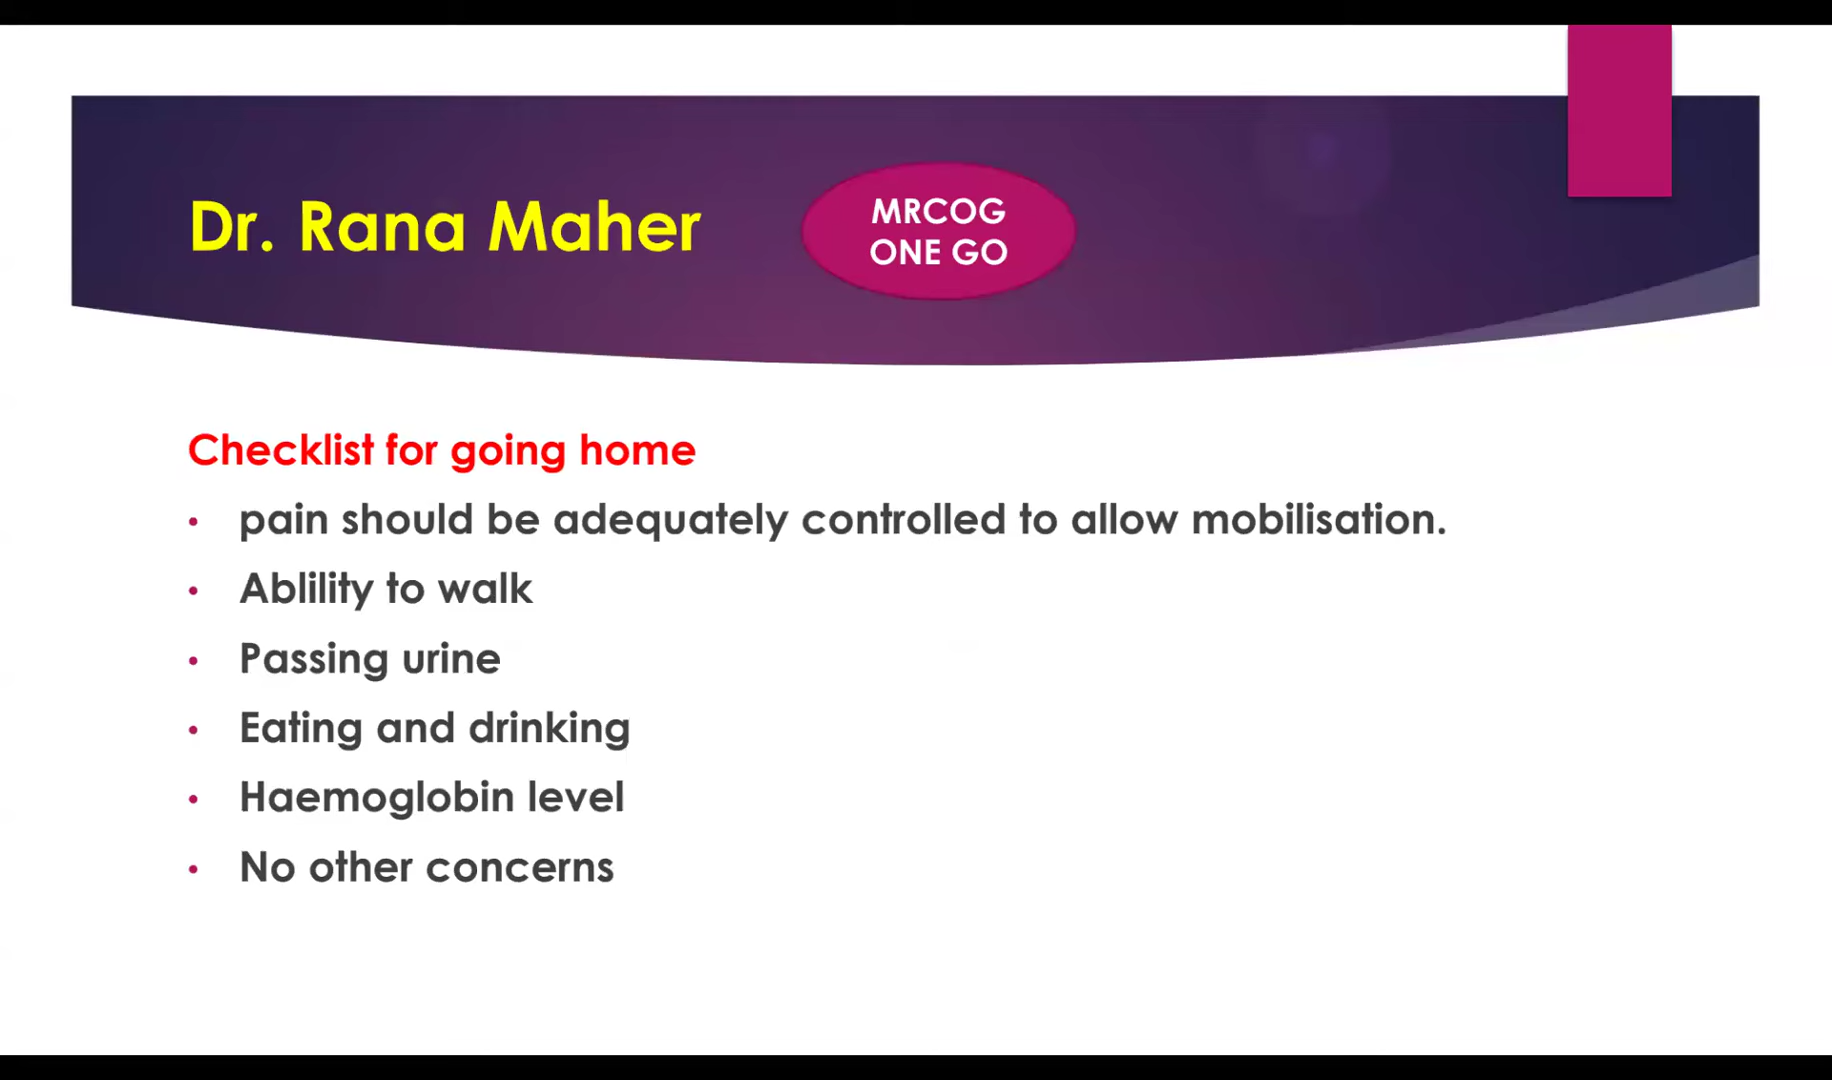 Dr. Rana Maher
MRCOG
ONE GO
Checklist for going home
• pain should be adequately controlled to allow mobilisation.
• Ablility to walk
• Passing urine
• Eating and drinking
• Haemoglobin level
• No other concerns